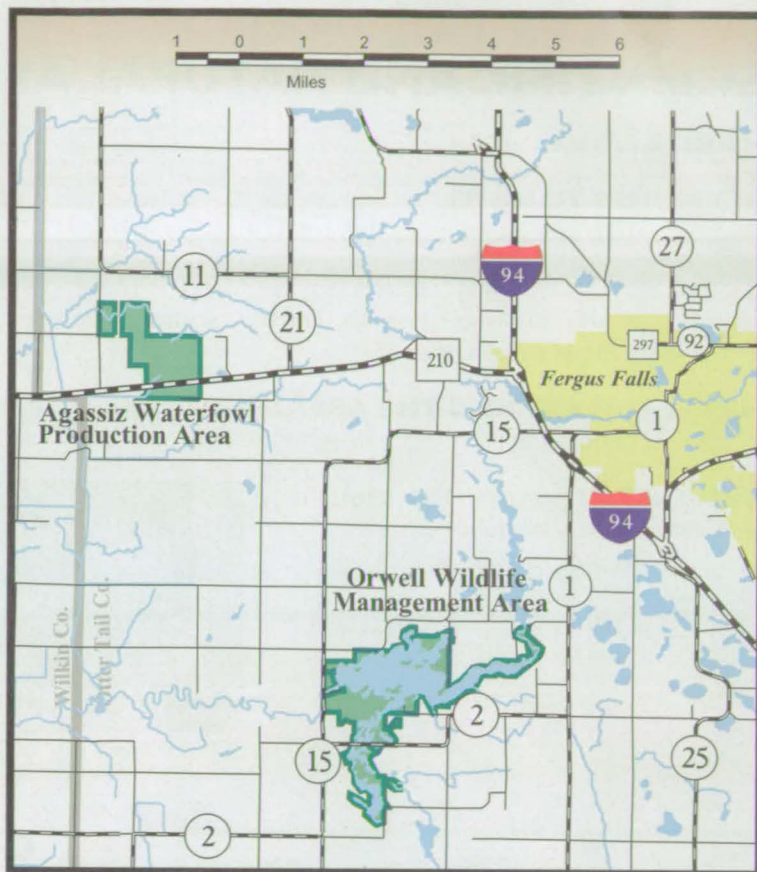 1 0 1 2 3 4 5 6
Miles
27
11
94
21
210
297
92
Fergus Falls
Agassiz Waterfowl
Production Area
15
1
94
Orwell Wildlife
Management Area
1
Wilkin Co.
Otter Tail Co.
2
15
25
2